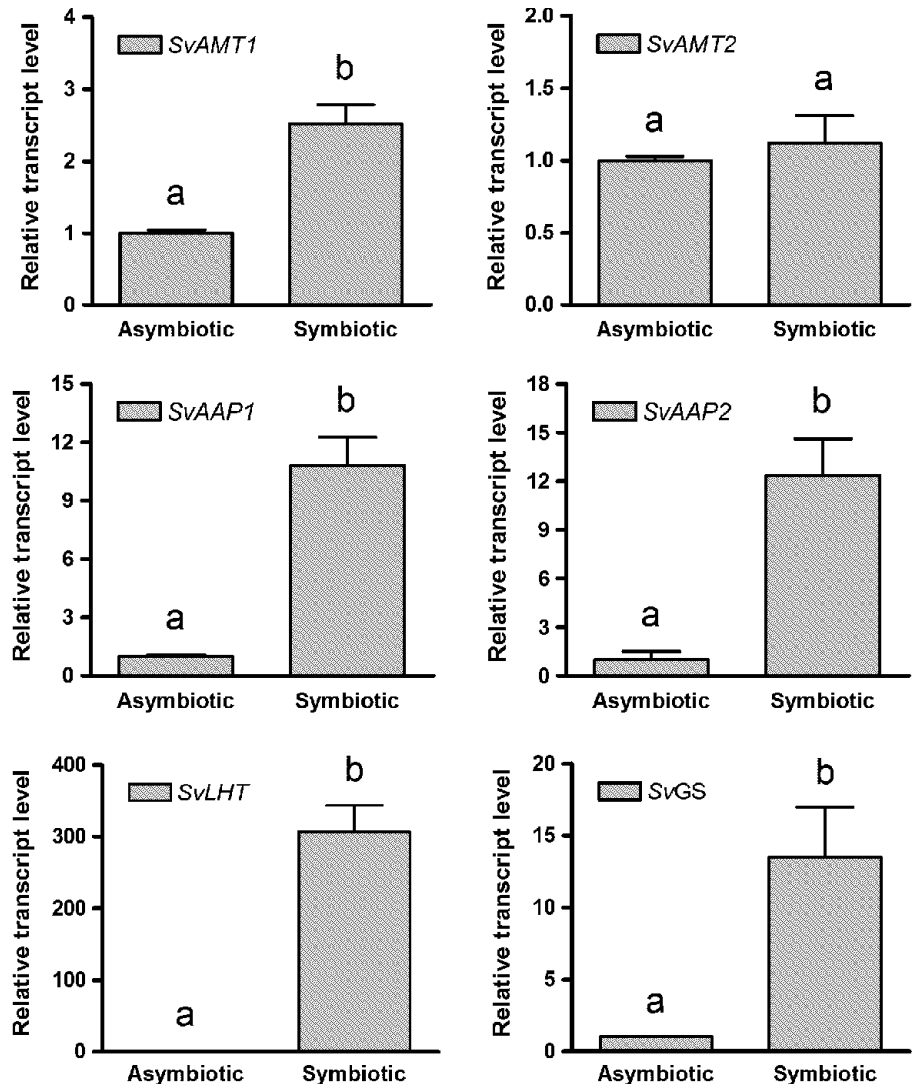 Relative transcript level
4
3
2
1
0
SvAMT1
a
b
Asymbiotic Symbiotic
Relative transcript level
2.0
1.5
1.0
0.5
0.0
SvAMT2
a
a
Asymbiotic Symbiotic
Relative transcript level
15
12
9
6
3
0
SvAAP1
a
b
Asymbiotic Symbiotic
Relative transcript level
18
15
12
9
6
3
0
SvAAP2
a
b
Asymbiotic Symbiotic
Relative transcript level
400
300
200
100
0
SvLHT
a
b
Asymbiotic Symbiotic
Relative transcript level
20
15
10
5
0
SvGS
a
b
Asymbiotic Symbiotic